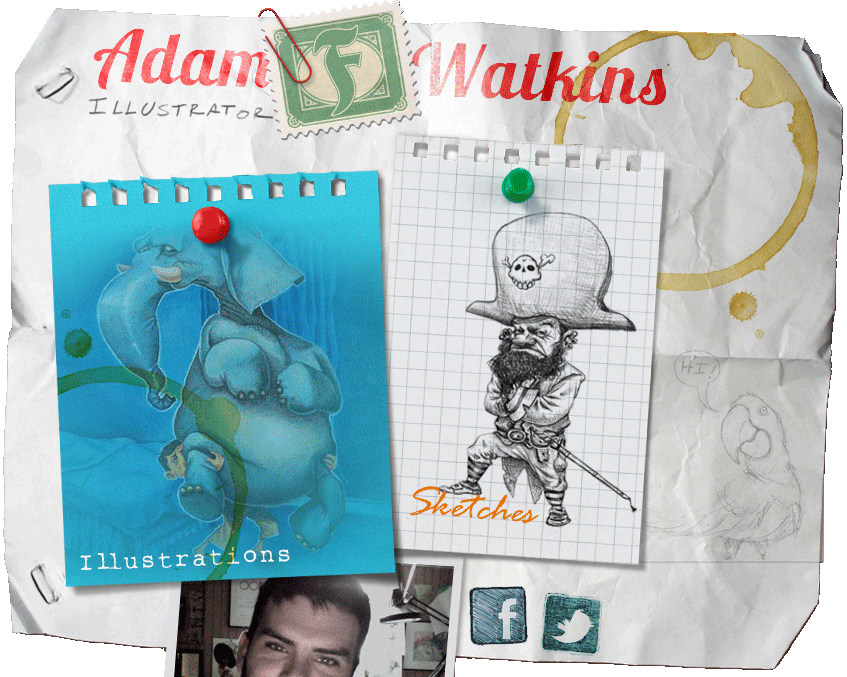 Adam F Watkins
ILLUSTRATOR
HI!
Sketches
Illustrations
f